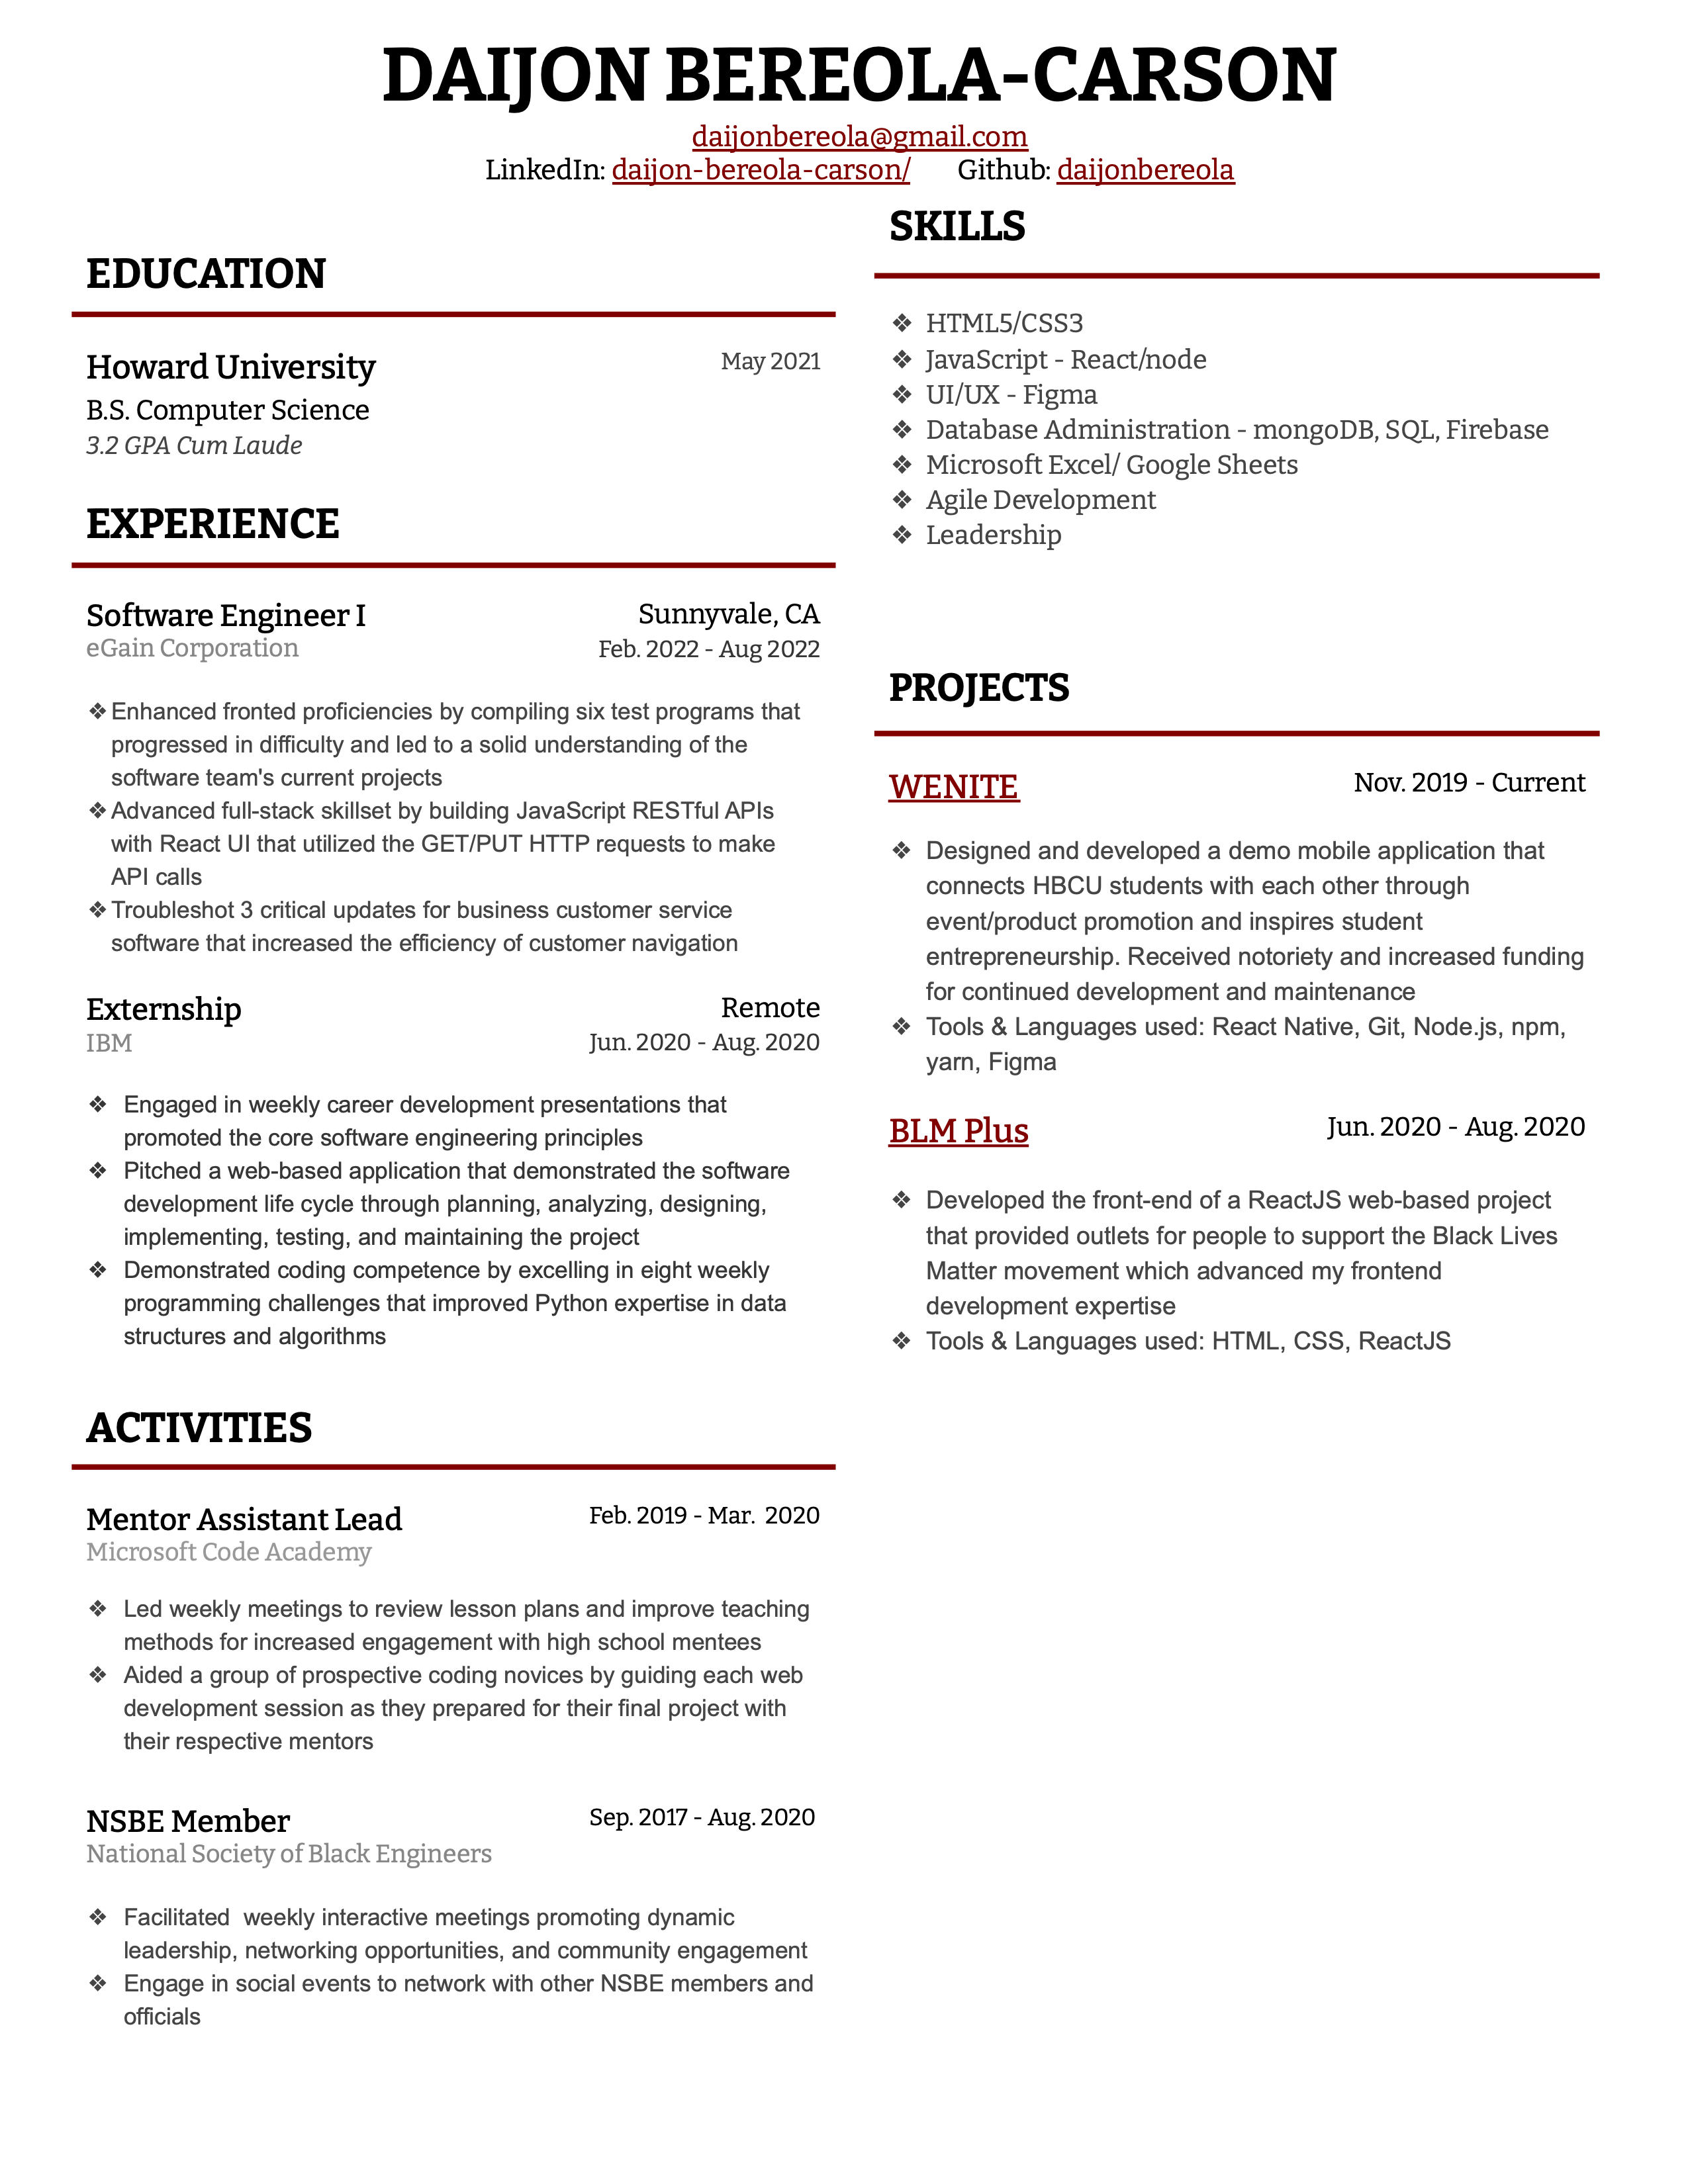 DAIJON BEREOLA-CARSON
daijonbereola@gmail.com
LinkedIn: daijon-bereola-carson/ Github: daijonbereola
EDUCATION
Howard University May 2021
B.S. Computer Science
3.2 GPA Cum Laude
EXPERIENCE
Software Engineer I Sunnyvale, CA
eGain Corporation Feb. 2022 - Aug 2022
❖ Enhanced fronted proficiencies by compiling six test programs that
progressed in difficulty and led to a solid understanding of the
software team's current projects
❖ Advanced full-stack skillset by building JavaScript RESTful APIs
with React UI that utilized the GET/PUT HTTP requests to make
API calls
❖ Troubleshot 3 critical updates for business customer service
software that increased the efficiency of customer navigation
Externship Remote
IBM Jun. 2020 - Aug. 2020
❖ Engaged in weekly career development presentations that
promoted the core software engineering principles
❖ Pitched a web-based application that demonstrated the software
development life cycle through planning, analyzing, designing,
implementing, testing, and maintaining the project
❖ Demonstrated coding competence by excelling in eight weekly
programming challenges that improved Python expertise in data
structures and algorithms
ACTIVITIES
Mentor Assistant Lead Feb. 2019 - Mar. 2020
Microsoft Code Academy
❖ Led weekly meetings to review lesson plans and improve teaching
methods for increased engagement with high school mentees
❖ Aided a group of prospective coding novices by guiding each web
development session as they prepared for their final project with
their respective mentors
NSBE Member Sep. 2017 - Aug. 2020
National Society of Black Engineers
❖ Facilitated weekly interactive meetings promoting dynamic
leadership, networking opportunities, and community engagement
❖ Engage in social events to network with other NSBE members and
officials
SKILLS
❖ HTML5/CSS3
❖ JavaScript - React/node
❖ UI/UX - Figma
❖ Database Administration - mongoDB, SQL, Firebase
❖ Microsoft Excel/ Google Sheets
❖ Agile Development
❖ Leadership
PROJECTS
WENITE Nov. 2019 - Current
❖ Designed and developed a demo mobile application that
connects HBCU students with each other through
event/product promotion and inspires student
entrepreneurship. Received notoriety and increased funding
for continued development and maintenance
❖ Tools & Languages used: React Native, Git, Node.js, npm,
yarn, Figma
BLM Plus Jun. 2020 - Aug. 2020
❖ Developed the front-end of a ReactJS web-based project
that provided outlets for people to support the Black Lives
Matter movement which advanced my frontend
development expertise
❖ Tools & Languages used: HTML, CSS, ReactJS